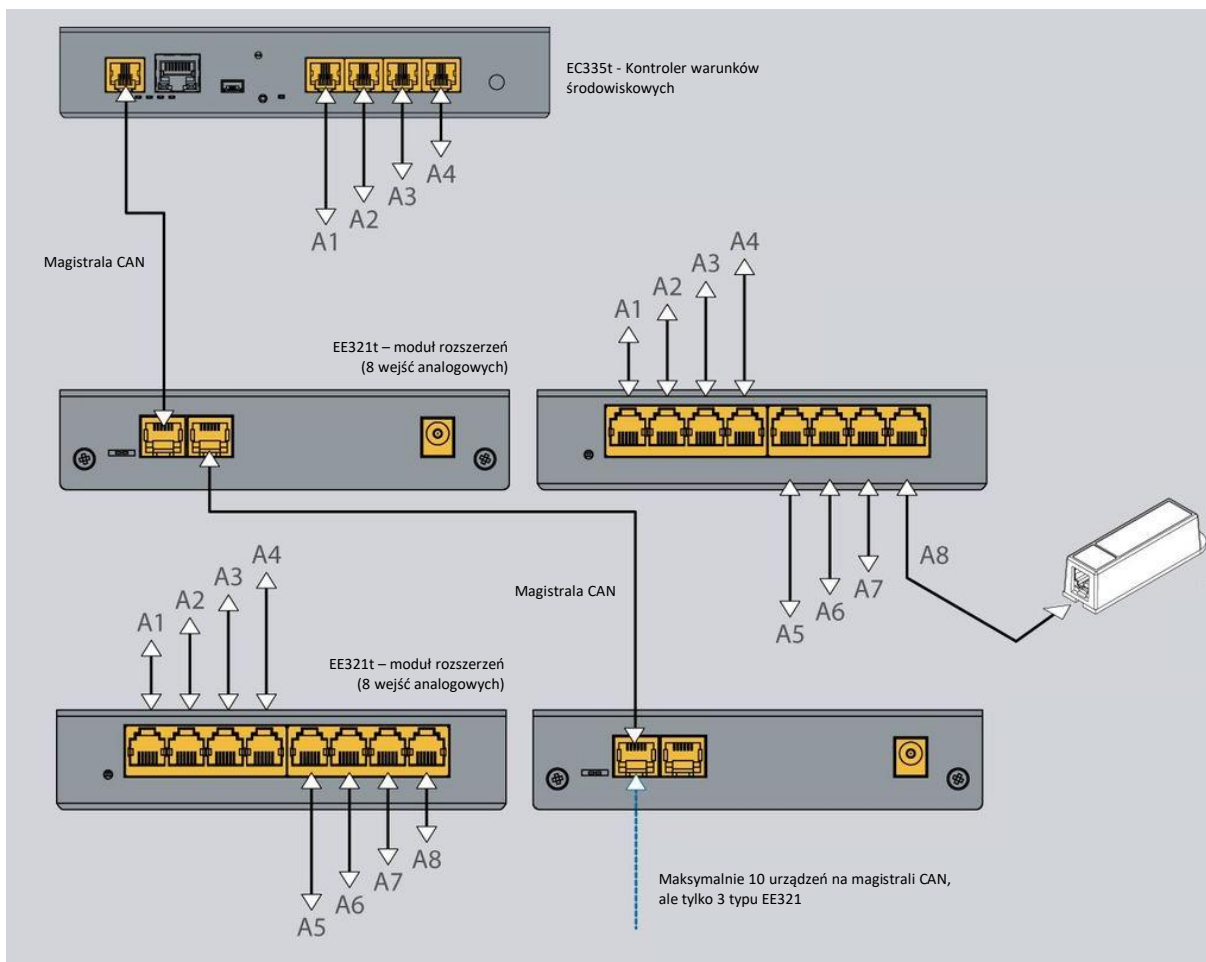 EC335t - Kontroler warunków
środowiskowych
A1
A2
A3
A4
Magistrala CAN
EE321t – moduł rozszerzeń
(8 wejść analogowych)
A1
A2
A3
A4
A5
A6
A7
A8
Magistrala CAN
EE321t – moduł rozszerzeń
(8 wejść analogowych)
A1
A2
A3
A4
A5
A6
A7
A8
Maksymalnie 10 urządzeń na magistrali CAN,
ale tylko 3 typu EE321